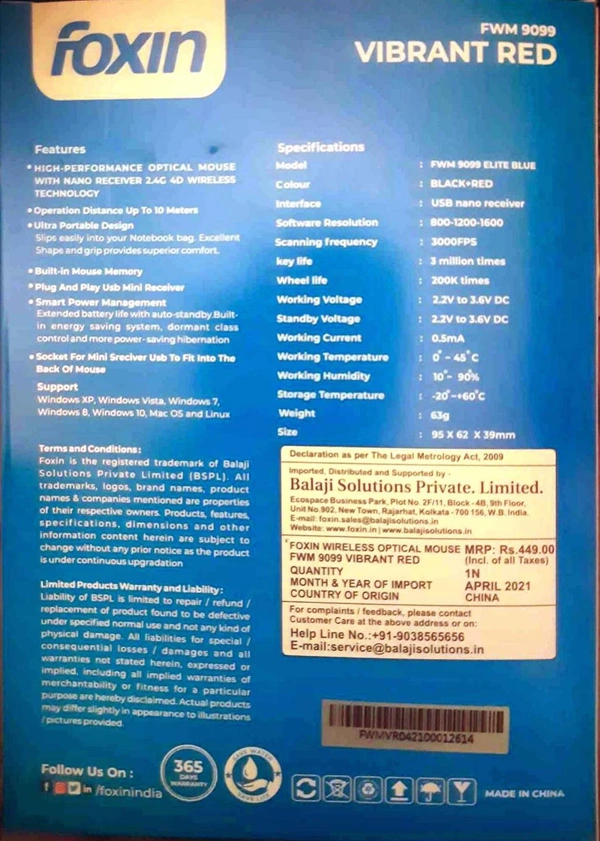 foxin
FWM 9099
VIBRANT RED
Features
• HIGH-PERFORMANCE OPTICAL MOUSE
WITH NANO RECEIVER 2.4G 4D WIRELESS
TECHNOLOGY
• Operation Distance Up To 10 Meters
• Ultra Portable Design
Slips easily into your Notebook bag. Excellent
Shape and grip provides superior comfort.
• Built-in Mouse Memory
• Plug And Play Usb Mini Receiver
• Smart Power Management
Extended battery life with auto-standby.Built-
in energy saving system, dormant class
control and more power-saving hibernation
• Socket For Mini Sreciver Usb To Fit Into The
Back Of Mouse
Support
Windows XP, Windows Vista, Windows 7,
Windows 8, Windows 10, Mac OS and Linux
Specifications
Model : FWM 9099 ELITE BLUE
Colour : BLACK+RED
Interface : USB nano receiver
Software Resolution : 800-1200-1600
Scanning frequency : 3000FPS
key life : 3 million times
Wheel life : 200K times
Working Voltage : 2.2V to 3.6V DC
Standby Voltage : 2.2V to 3.6V DC
Working Current : 0.5mA
Working Temperature : 0° - 45°C
Working Humidity : 10°- 90%
Storage Temperature : -20°-+60°C
Weight : 63g
Size : 95 X 62 X 39mm
Terms and Conditions:
Foxin is the registered trademark of Balaji
Solutions Private Limited (BSPL). All
trademarks, logos, brand names, product
names & companies mentioned are properties
of their respective owners. Products, features,
specifications, dimensions and other
information content herein are subject to
change without any prior notice as the product
is under continuous upgradation
Limited Products Warranty and Liability:
Liability of BSPL is limited to repair / refund /
replacement of product found to be defective
under specified normal use and not any kind of
physical damage. All liabilities for special /
consequential losses / damages and all
warranties not stated herein, expressed or
implied, including all implied warranties of
merchantability or fitness for a particular
purpose are hereby disclaimed. Actual products
may differ slightly in appearance to illustrations
/ pictures provided.
Declaration as per The Legal Metrology Act, 2009
Imported, Distributed and Supported by -
Balaji Solutions Private. Limited.
Ecospace Business Park, Plot No. 2F/11, Block - 4B, 9th Floor,
Unit No.902, New Town, Rajarhat, Kolkata - 700 156, W.B. India.
E-mail: foxin.sales@balajisolutions.in
Website: www.foxin.in | www.balajisolutions.in
FOXIN WIRELESS OPTICAL MOUSE MRP: Rs.449.00
FWM 9099 VIBRANT RED (Incl. of all Taxes)
QUANTITY 1N
MONTH & YEAR OF IMPORT APRIL 2021
COUNTRY OF ORIGIN CHINA
For complaints / feedback, please contact
Customer Care at the above address or on:
Help Line No.:+91-9038565656
E-mail:service@balajisolutions.in
FWMVRD42100012614
Follow Us On :
/foxinindia
365
DAYS
WARRANTY
SAVE WATER
SAVE LIFE
MADE IN CHINA